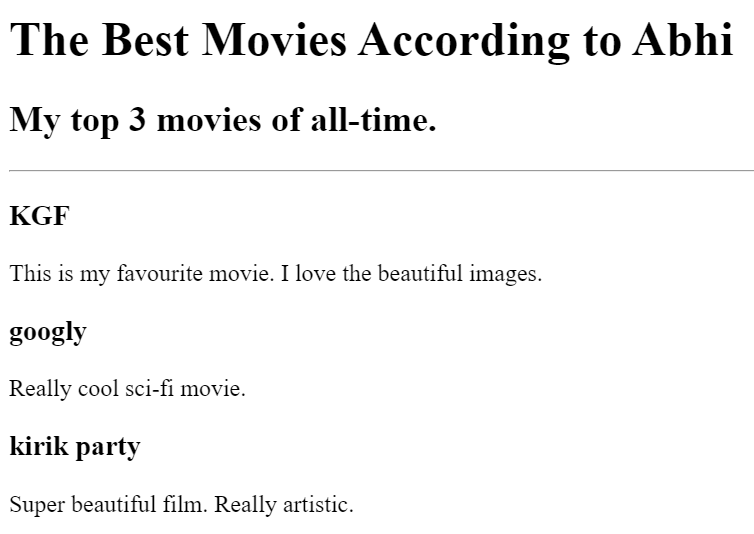 The Best Movies According to Abhi
My top 3 movies of all-time.
KGF
This is my favourite movie. I love the beautiful images.
googly
Really cool sci-fi movie.
kirik party
Super beautiful film. Really artistic.